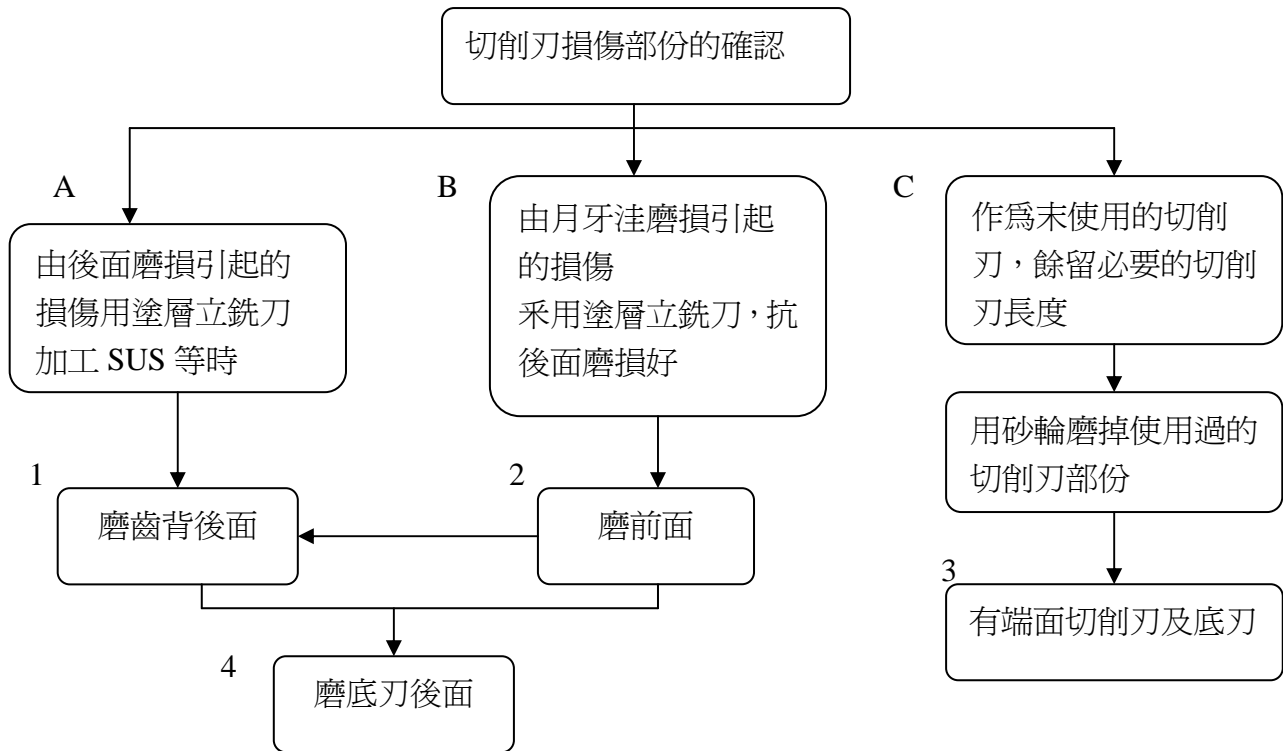 切削刃損傷部份的確認
A
B
C
由後面磨損引起的
損傷用塗層立銑刀
加工 SUS 等時
由月牙洼磨損引起
的損傷
釆用塗層立銑刀，抗
後面磨損好
作爲末使用的切削
刃，餘留必要的切削
刃長度
用砂輪磨掉使用過的
切削刃部份
1
磨齒背後面
2
磨前面
3
有端面切削刃及底刃
4
磨底刃後面